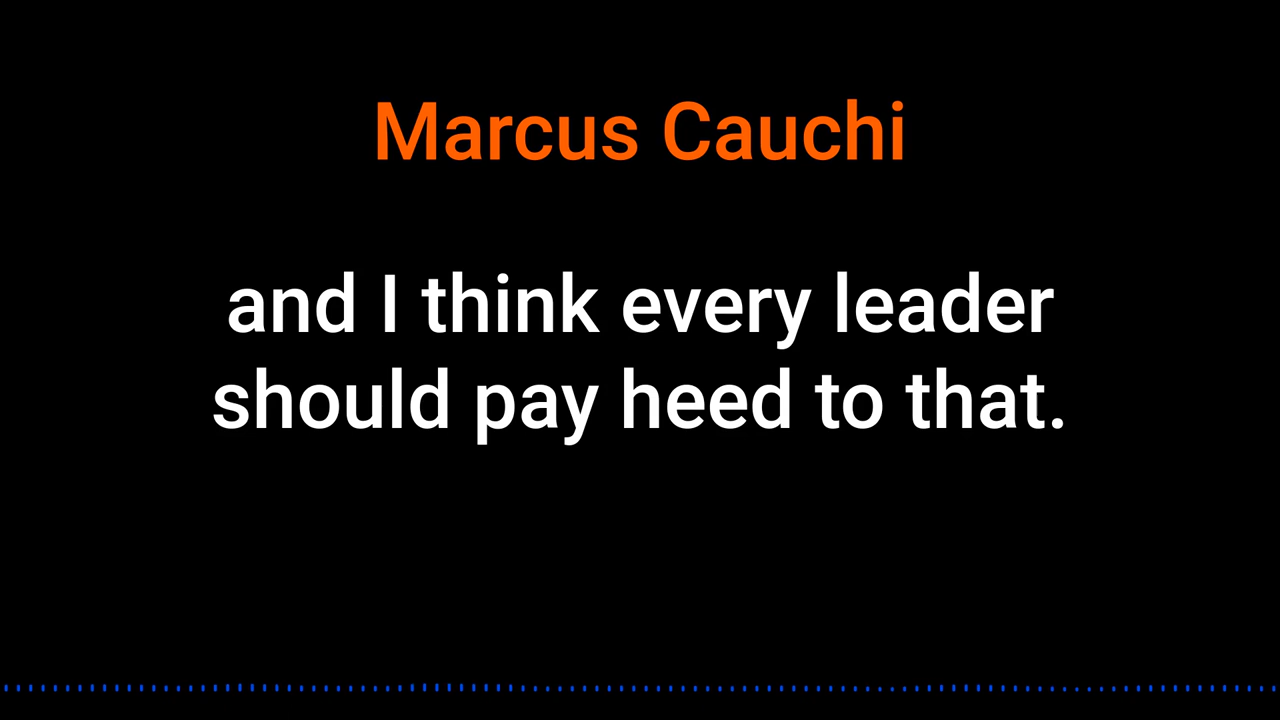 Marcus Cauchi
and I think every leader
should pay heed to that.